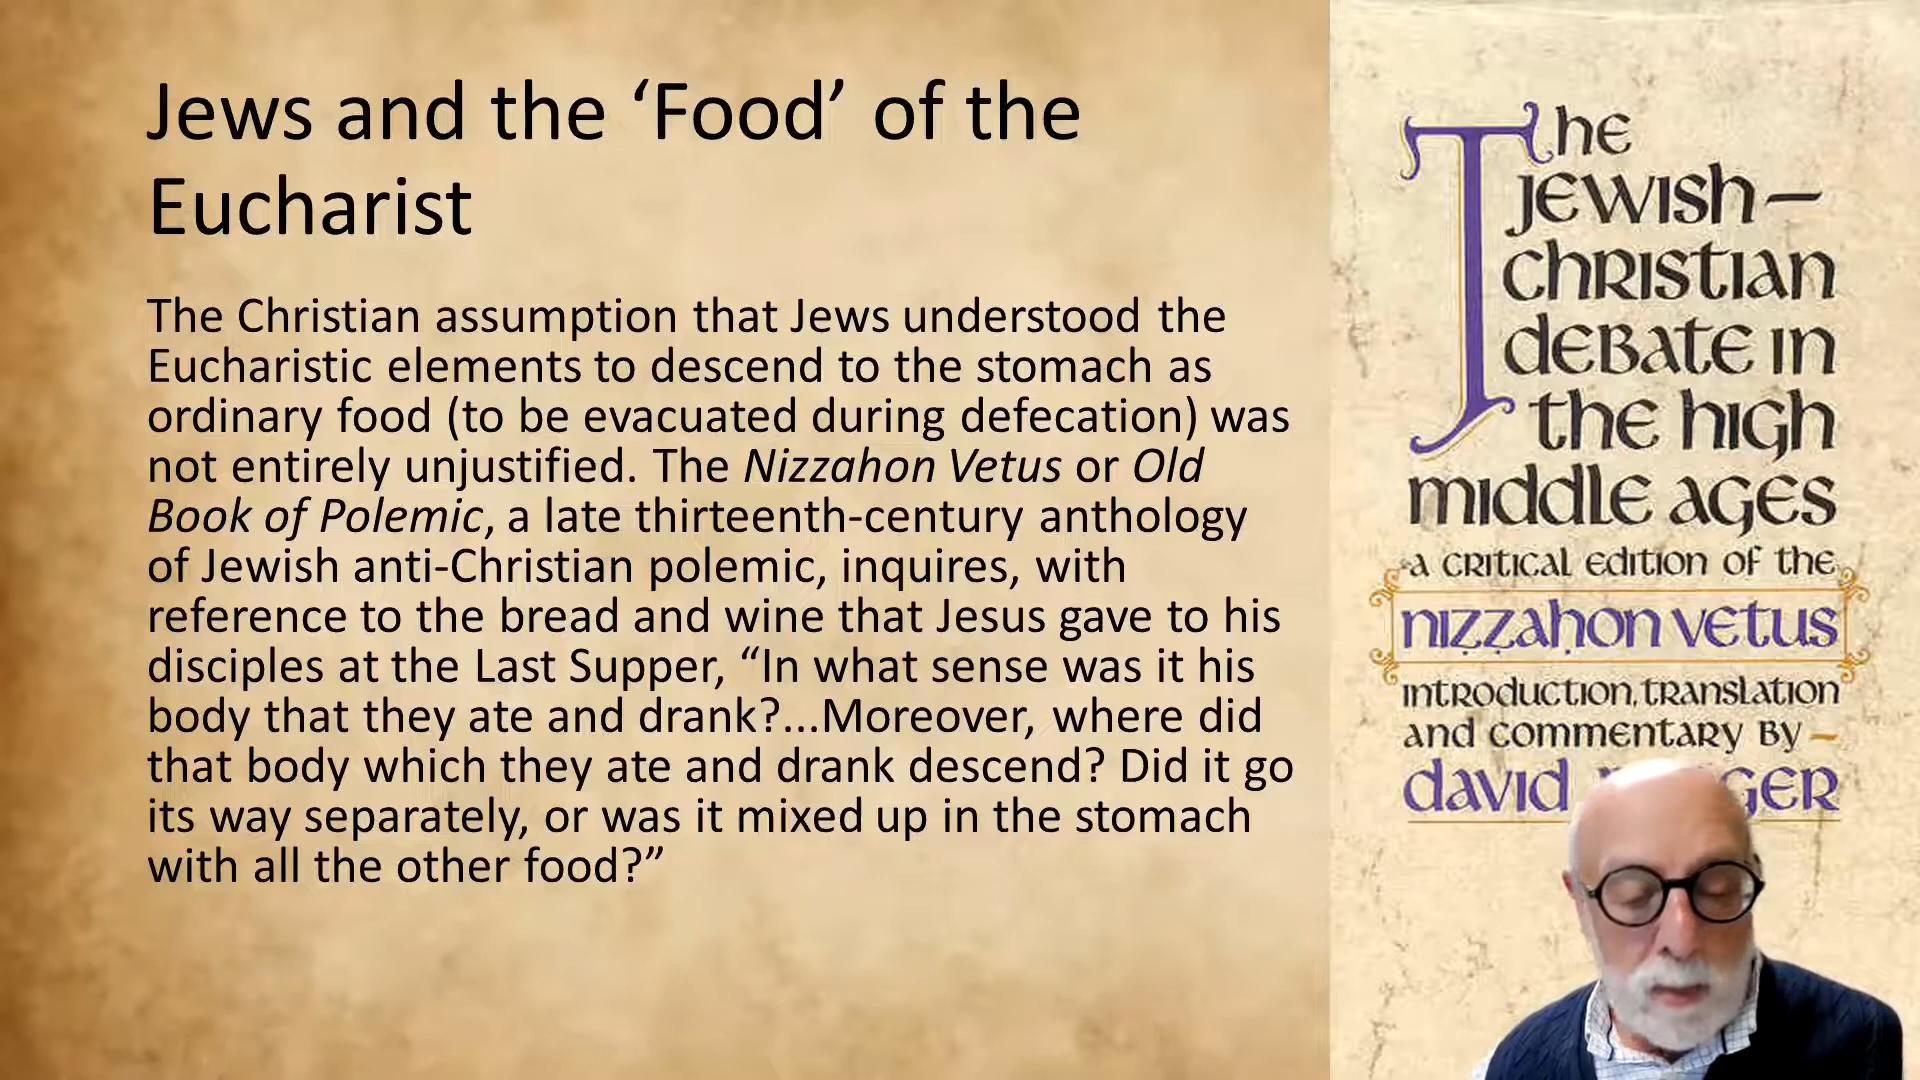 Jews and the ‘Food’ of the
Eucharist
The Christian assumption that Jews understood the
Eucharistic elements to descend to the stomach as
ordinary food (to be evacuated during defecation) was
not entirely unjustified. The Nizzahon Vetus or Old
Book of Polemic, a late thirteenth-century anthology
of Jewish anti-Christian polemic, inquires, with
reference to the bread and wine that Jesus gave to his
disciples at the Last Supper, “In what sense was it his
body that they ate and drank?...Moreover, where did
that body which they ate and drank descend? Did it go
its way separately, or was it mixed up in the stomach
with all the other food?”
The
Jewish—
Christian
debate in
the high
middle ages
a critical edition of the
niẓẓaḥon vetus
introduction, translation
and commentary by—
david